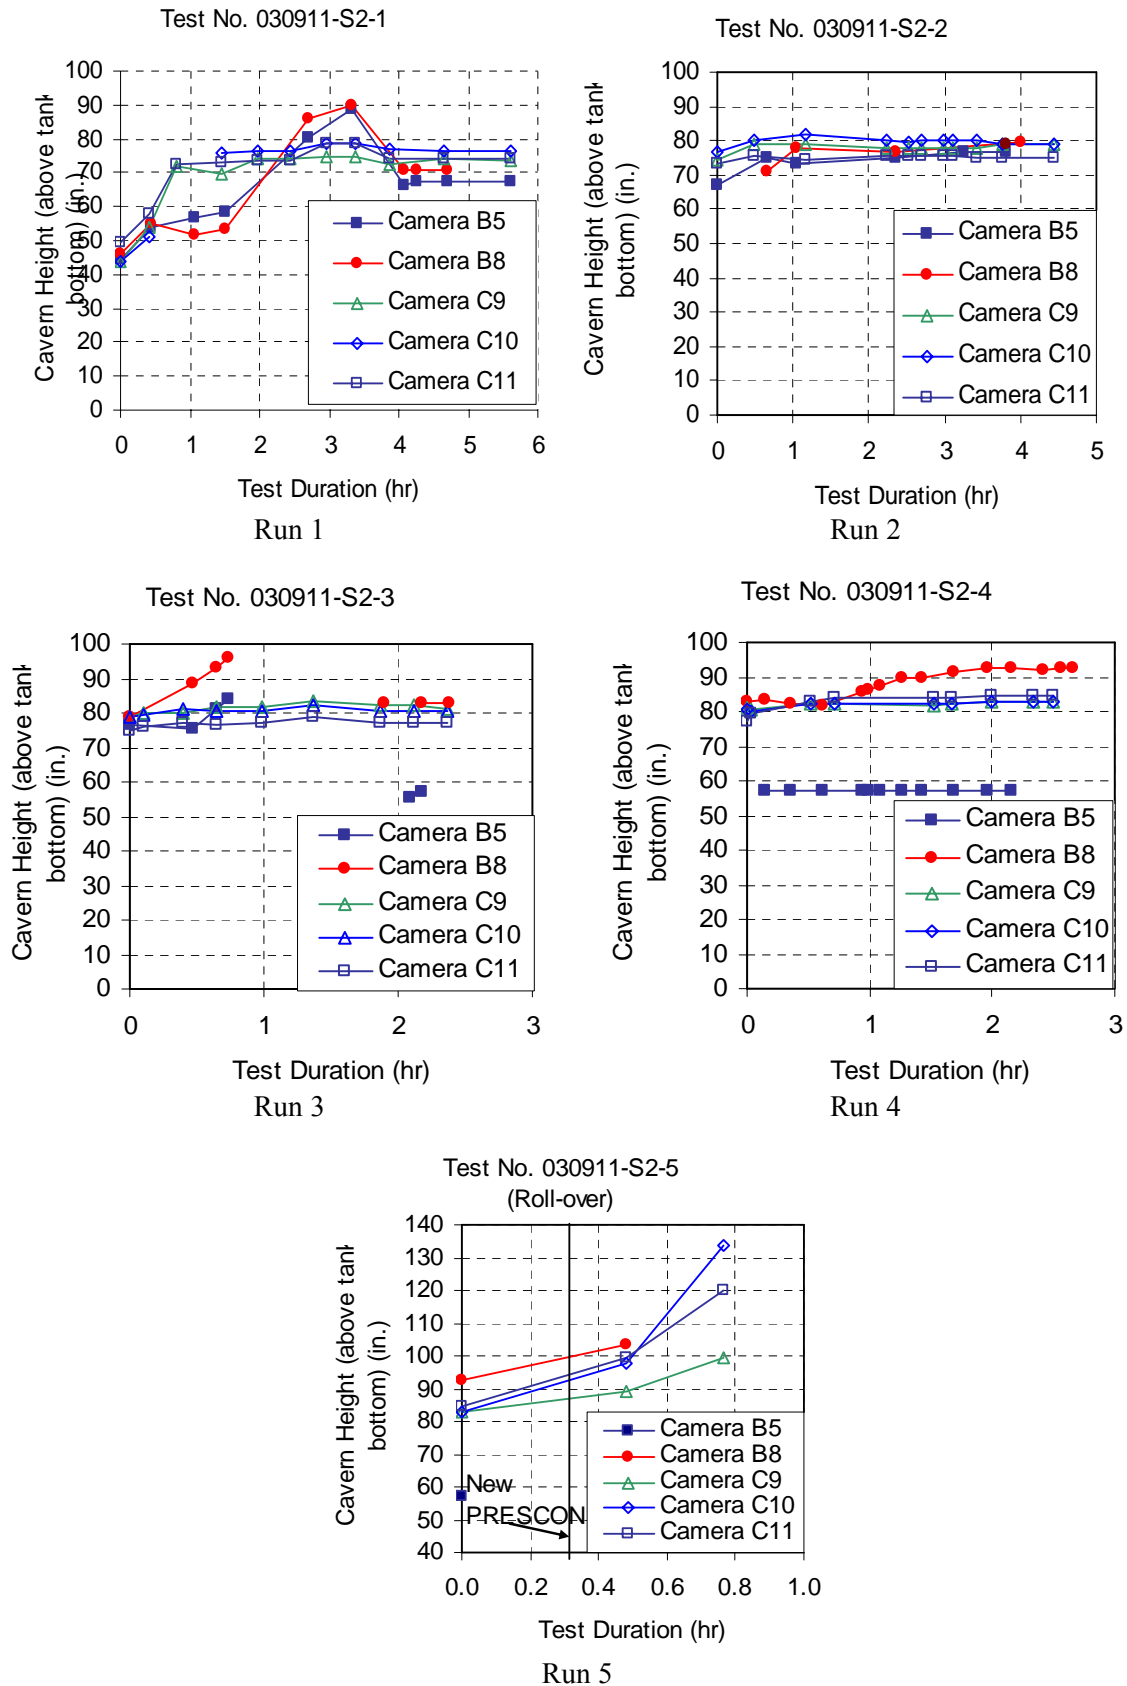 Test No. 030911-S2-1
Cavern Height (above tank
bottom) (in.)
100
90
80
70
60
50
40
30
20
10
0
Camera B5
Camera B8
Camera C9
Camera C10
Camera C11
0 1 2 3 4 5 6
Test Duration (hr)
Run 1
Test No. 030911-S2-2
Cavern Height (above tank
bottom) (in.)
100
90
80
70
60
50
40
30
20
10
0
Camera B5
Camera B8
Camera C9
Camera C10
Camera C11
0 1 2 3 4 5
Test Duration (hr)
Run 2
Test No. 030911-S2-3
Cavern Height (above tank
bottom) (in.)
100
90
80
70
60
50
40
30
20
10
0
Camera B5
Camera B8
Camera C9
Camera C10
Camera C11
0 1 2 3
Test Duration (hr)
Run 3
Test No. 030911-S2-4
Cavern Height (above tank
bottom) (in.)
100
90
80
70
60
50
40
30
20
10
0
Camera B5
Camera B8
Camera C9
Camera C10
Camera C11
0 1 2 3
Test Duration (hr)
Run 4
Test No. 030911-S2-5
(Roll-over)
Cavern Height (above tank
bottom) (in.)
140
130
120
110
100
90
80
70
60
50
40
New
PRESCON
Camera B5
Camera B8
Camera C9
Camera C10
Camera C11
0.0 0.2 0.4 0.6 0.8 1.0
Test Duration (hr)
Run 5